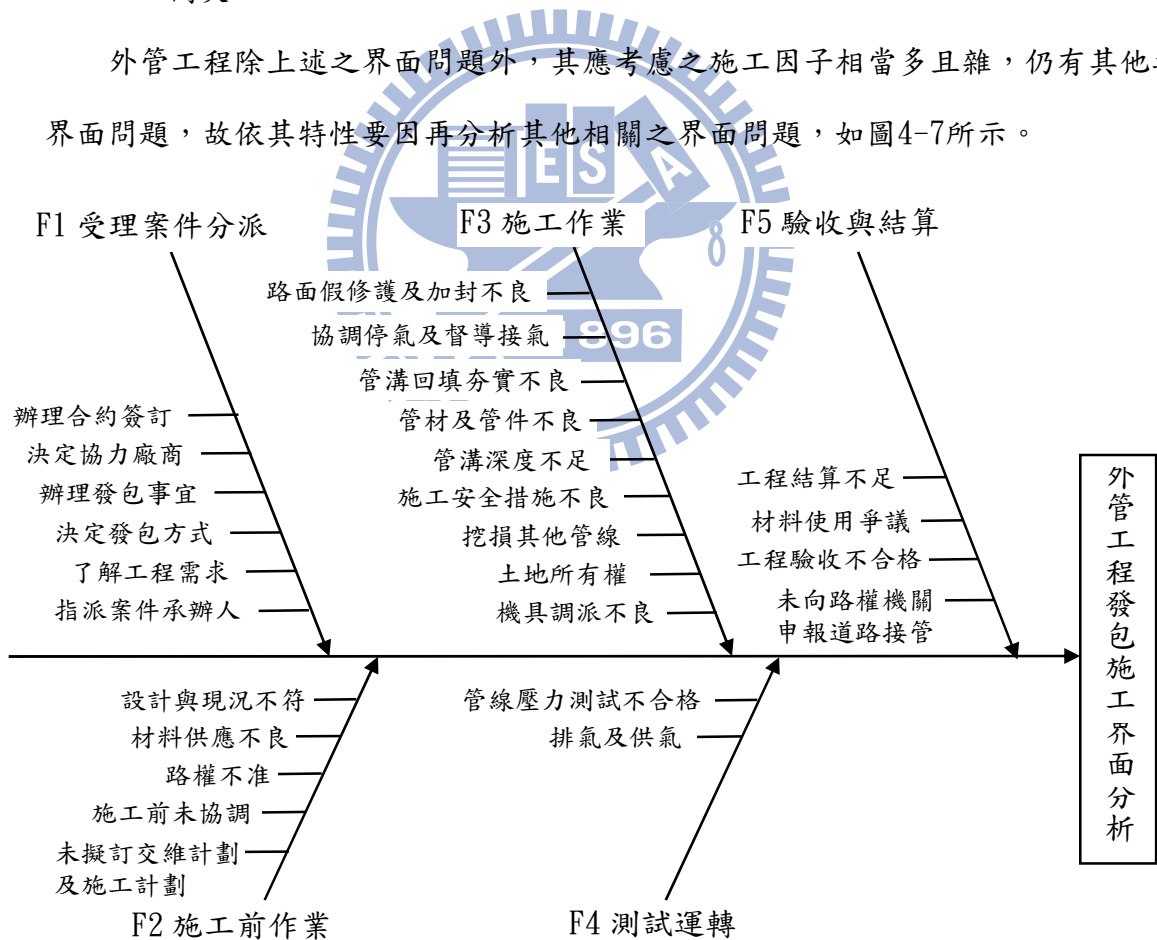 外管工程除上述之界面問題外，其應考慮之施工因子相當多且雜，仍有其他
界面問題，故依其特性要因再分析其他相關之界面問題，如圖4-7所示。
ESA
8
1896
F1 受理案件分派
辦理合約簽訂
決定協力廠商
辦理發包事宜
決定發包方式
了解工程需求
指派案件承辦人
F3 施工作業
路面假修護及加封不良
協調停氣及督導接氣
管溝回填夯實不良
管材及管件不良
管溝深度不足
施工安全措施不良
挖損其他管線
土地所有權
機具調派不良
F5 驗收與結算
工程結算不足
材料使用爭議
工程驗收不合格
未向路權機關
申報道路接管
外管工程發包施工界面分析
設計與現況不符
材料供應不良
路權不准
施工前未協調
未擬訂交維計劃
及施工計劃
F2 施工前作業
管線壓力測試不合格
排氣及供氣
F4 測試運轉